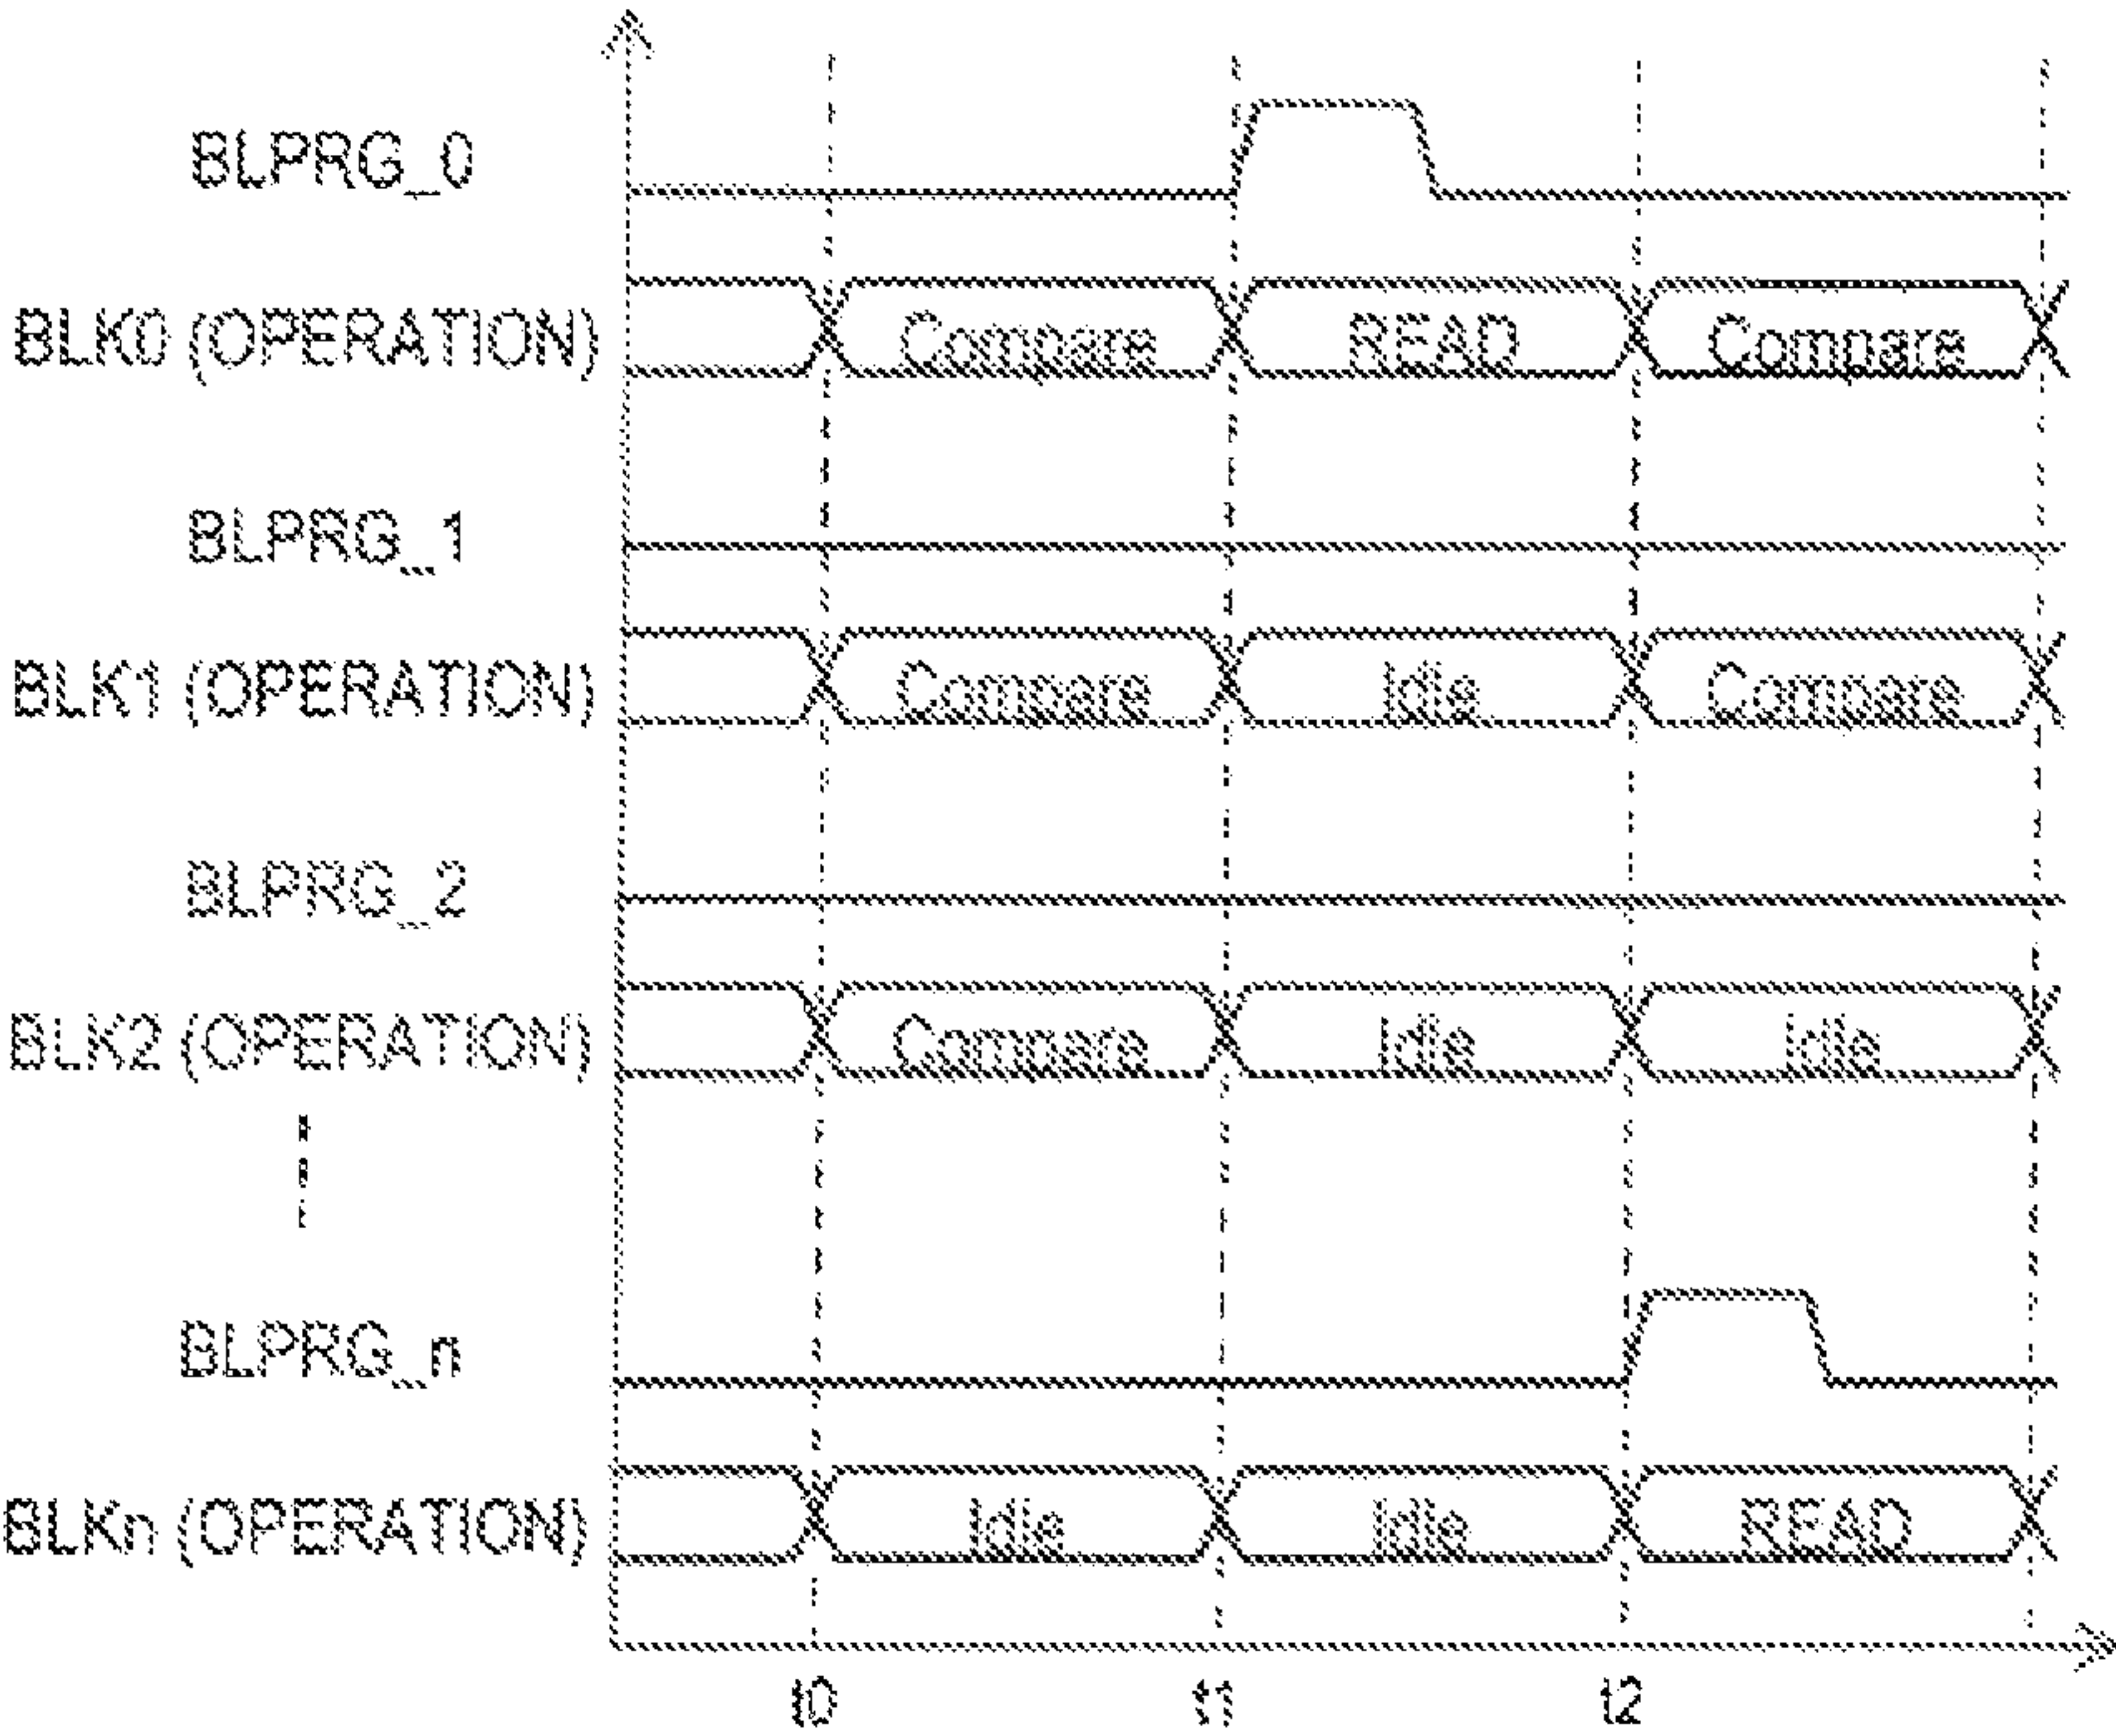 BLPRG_0
BLK0 (OPERATION) Compare READ Compare
BLPRG_1
BLK1 (OPERATION) Compare Idle Compare
BLPRG_2
BLK2 (OPERATION) Compare Idle Idle
BLPRG_n
BLKn (OPERATION) Idle Idle READ
t0 t1 t2